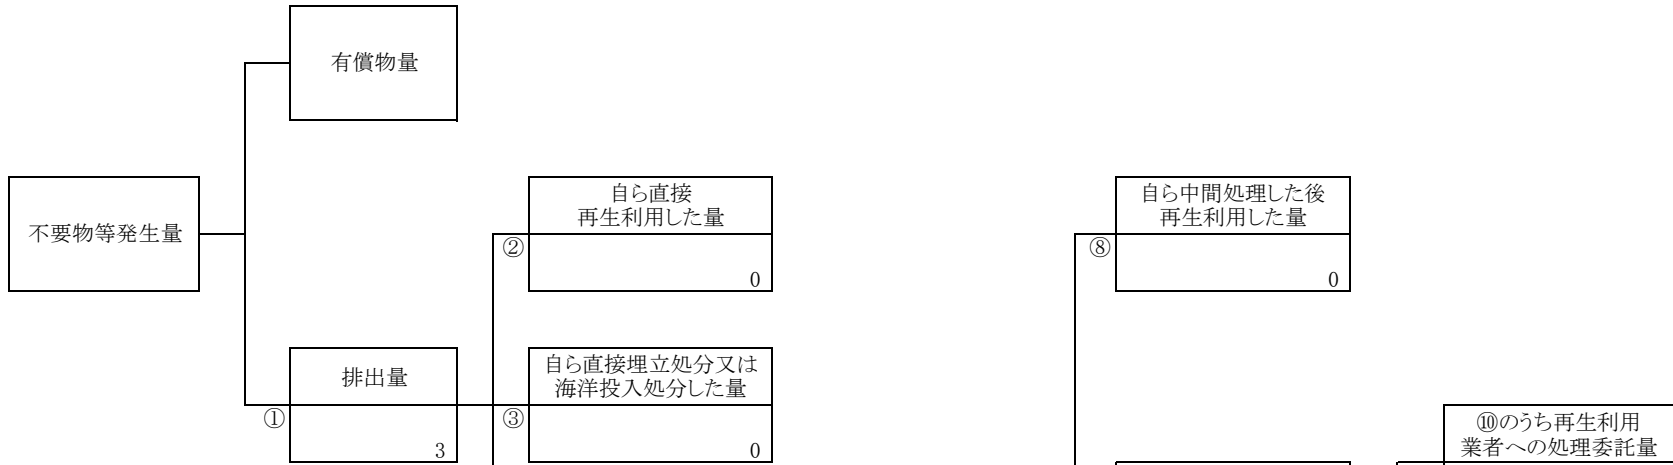 有償物量
不要物等発生量
自ら直接
再生利用した量
②
0
自ら中間処理した後
再生利用した量
⑧
0
排出量
①
3
自ら直接埋立処分又は
海洋投入処分した量
③
0
⑩のうち再生利用
業者への処理委託量